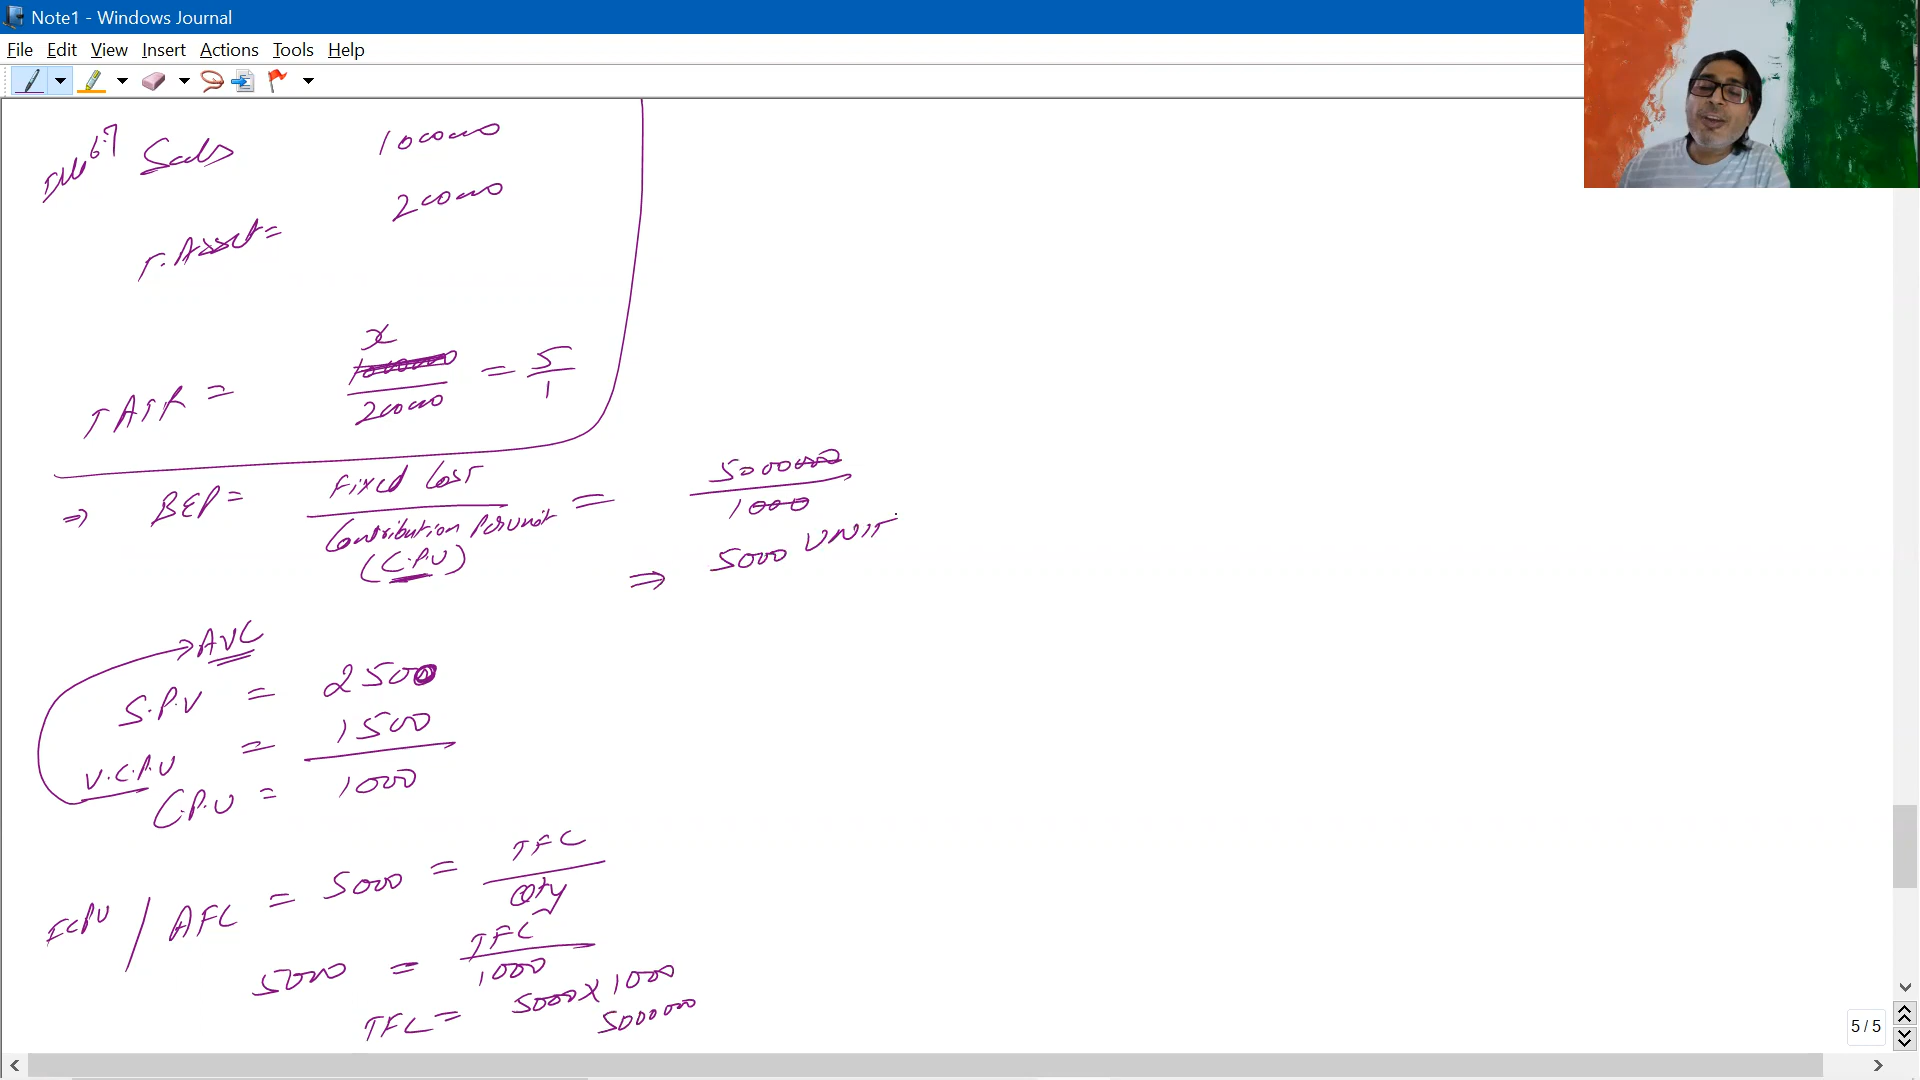 Note1 - Windows Journal
File Edit View Insert Actions Tools Help
Sales 1000000
T. Asset = 200000
x
TATR = 1000000 / 200000 = 5/1
⇒ BEP = Fixed Cost / Contribution Per unit (C.P.U) = 5000000 / 1000
⇒ 5000 UNIT
AVC
S.P.U = 2500
V.C.P.U = 1500
C.P.U = 1000
FCPU / AFC = 5000 = TFC / Qty
5000 = TFC / 1000
TFC = 5000 X 1000
5000000
5 / 5